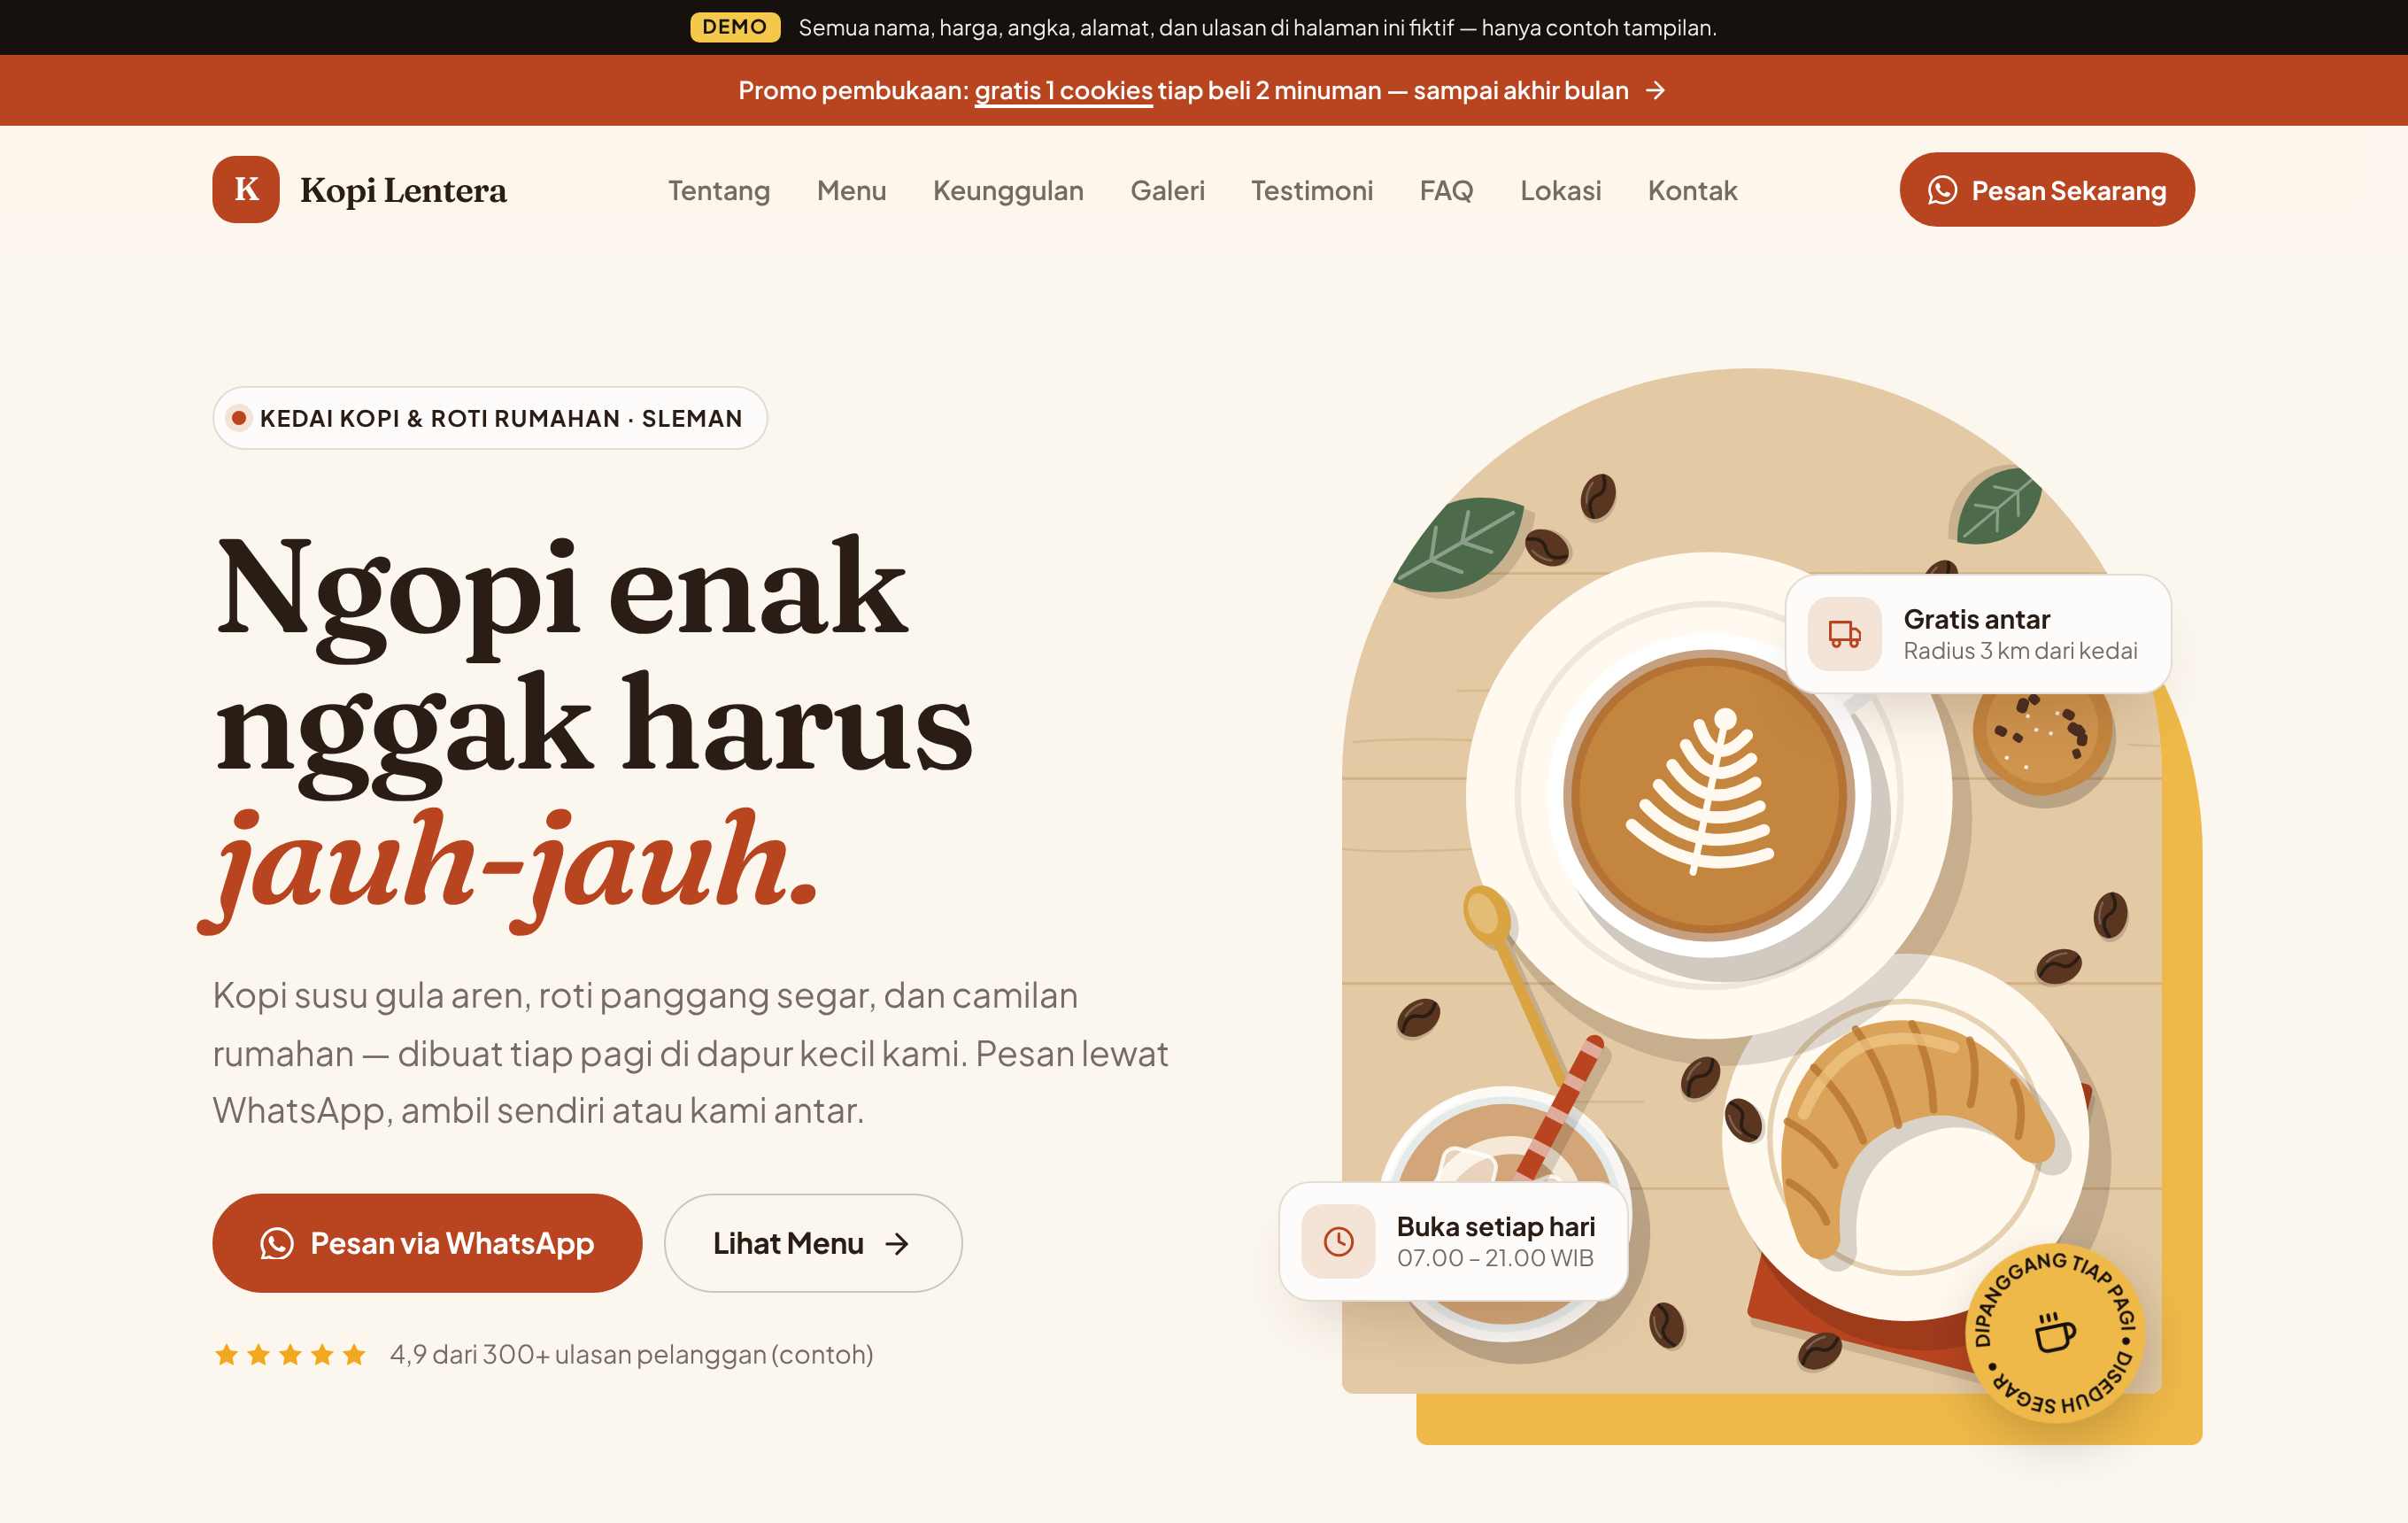 DEMO Semua nama, harga, angka, alamat, dan ulasan di halaman ini fiktif — hanya contoh tampilan.
Promo pembukaan: gratis 1 cookies tiap beli 2 minuman — sampai akhir bulan →
K Kopi Lentera Tentang Menu Keunggulan Galeri Testimoni FAQ Lokasi Kontak Pesan Sekarang
KEDAI KOPI & ROTI RUMAHAN · SLEMAN
Ngopi enak
nggak harus
jauh-jauh.
Kopi susu gula aren, roti panggang segar, dan camilan
rumahan — dibuat tiap pagi di dapur kecil kami. Pesan lewat
WhatsApp, ambil sendiri atau kami antar.
Pesan via WhatsApp
Lihat Menu →
4,9 dari 300+ ulasan pelanggan (contoh)
Gratis antar
Radius 3 km dari kedai
Buka setiap hari
07.00 – 21.00 WIB
DIPANGGANG TIAP PAGI • DISEDUH SEGAR •